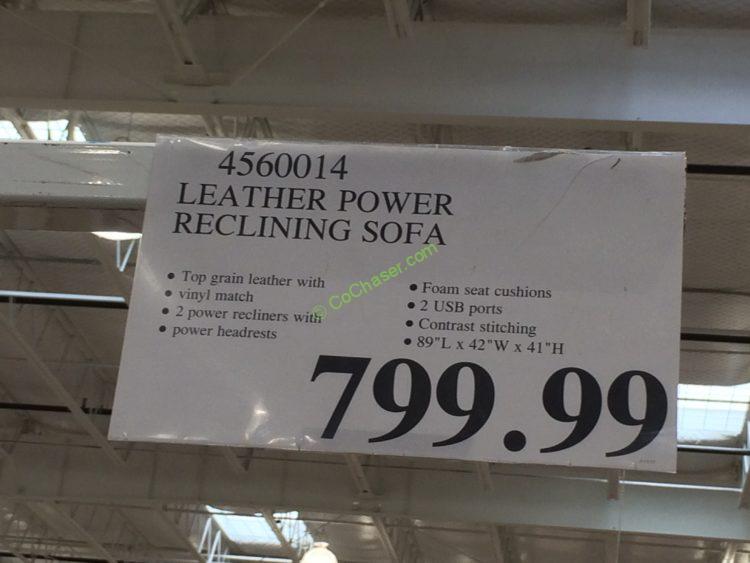 4560014
LEATHER POWER
RECLINING SOFA
• Top grain leather with
• vinyl match
• 2 power recliners with
• power headrests
• Foam seat cushions
• 2 USB ports
• Contrast stitching
• 89"L x 42"W x 41"H
799.99
© CoChaser.com